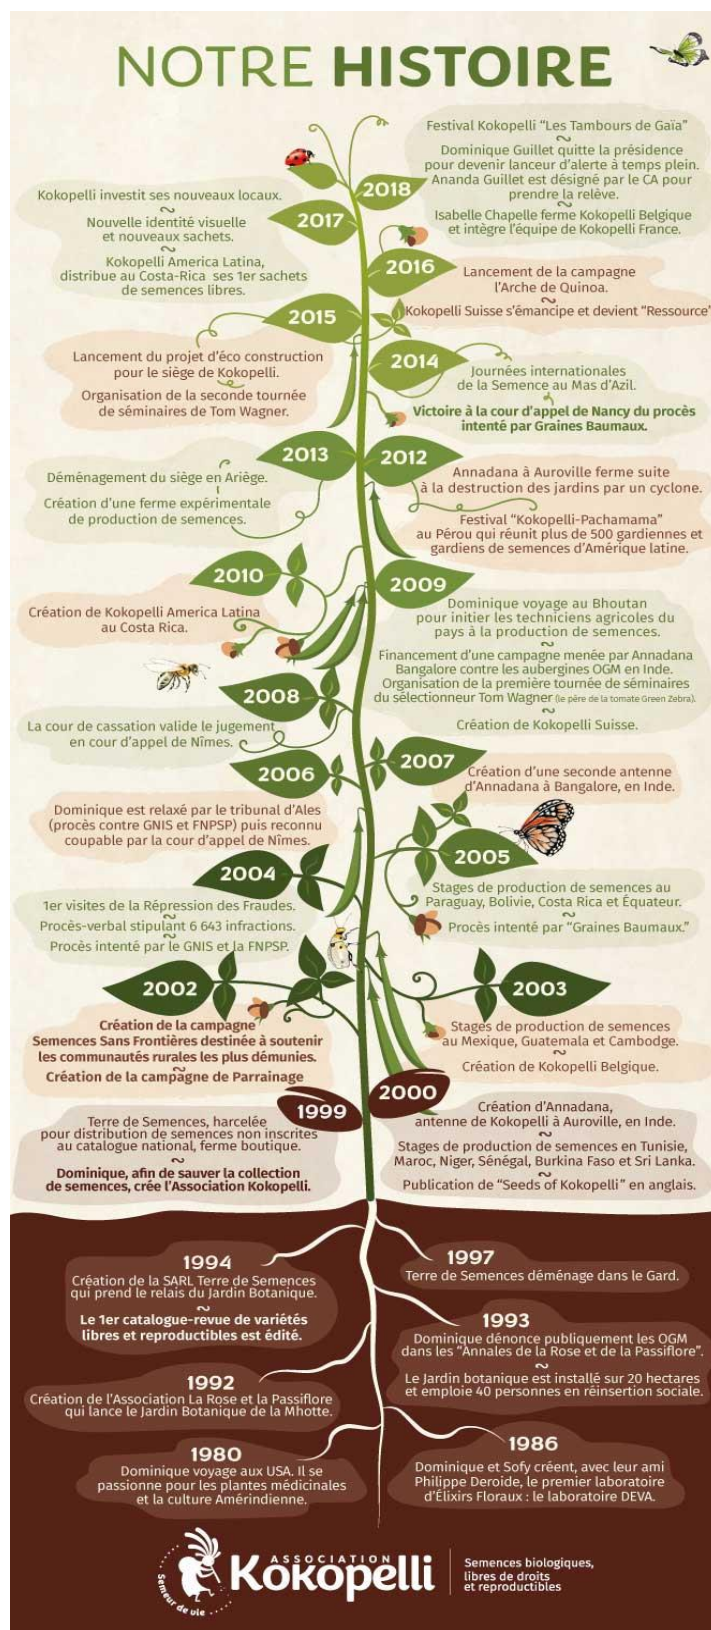 NOTRE HISTOIRE
Festival Kokopelli “Les Tambours de Gaïa”
Dominique Guillet quitte la présidence
pour devenir lanceur d’alerte à temps plein.
Ananda Guillet est désigné par le CA pour
prendre la relève.
Isabelle Chapelle ferme Kokopelli Belgique
et intègre l’équipe de Kokopelli France.
2018
Kokopelli investit ses nouveaux locaux.
Nouvelle identité visuelle
et nouveaux sachets.
Kokopelli America Latina,
distribue au Costa-Rica ses 1er sachets
de semences libres.
2017
2016
Lancement de la campagne
l’Arche de Quinoa.
Kokopelli Suisse s’émancipe et devient “Ressource”
2015
Lancement du projet d’éco construction
pour le siège de Kokopelli.
Organisation de la seconde tournée
de séminaires de Tom Wagner.
2014
Journées internationales
de la Semence au Mas d’Azil.
Victoire à la cour d’appel de Nancy du procès
intenté par Graines Baumaux.
2013
Déménagement du siège en Ariège.
Création d’une ferme expérimentale
de production de semences.
2012
Annadana à Auroville ferme suite
à la destruction des jardins par un cyclone.
Festival “Kokopelli-Pachamama”
au Pérou qui réunit plus de 500 gardiennes et
gardiens de semences d’Amérique latine.
2010
Création de Kokopelli America Latina
au Costa Rica.
2009
Dominique voyage au Bhoutan
pour initier les techniciens agricoles du
pays à la production de semences.
Financement d’une campagne menée par Annadana
Bangalore contre les aubergines OGM en Inde.
Organisation de la première tournée de séminaires
du sélectionneur Tom Wagner (le père de la tomate Green Zebra).
Création de Kokopelli Suisse.
2008
La cour de cassation valide le jugement
en cour d’appel de Nîmes.
2007
Création d’une seconde antenne
d’Annadana à Bangalore, en Inde.
2006
Dominique est relaxé par le tribunal d’Ales
(procès contre GNIS et FNPSP) puis reconnu
coupable par la cour d’appel de Nîmes.
2005
Stages de production de semences au
Paraguay, Bolivie, Costa Rica et Équateur.
Procès intenté par “Graines Baumaux.”
2004
1er visites de la Répression des Fraudes.
Procès-verbal stipulant 6 643 infractions.
Procès intenté par le GNIS et la FNPSP.
2002
Création de la campagne
Semences Sans Frontières destinée à soutenir
les communautés rurales les plus démunies.
Création de la campagne de Parrainage
2003
Stages de production de semences
au Mexique, Guatemala et Cambodge.
Création de Kokopelli Belgique.
1999
Terre de Semences, harcelée
pour distribution de semences non inscrites
au catalogue national, ferme boutique.
Dominique, afin de sauver la collection
de semences, crée l’Association Kokopelli.
2000
Création d’Annadana,
antenne de Kokopelli à Auroville, en Inde.
Stages de production de semences en Tunisie,
Maroc, Niger, Sénégal, Burkina Faso et Sri Lanka.
Publication de “Seeds of Kokopelli” en anglais.
1994
Création de la SARL Terre de Semences
qui prend le relais du Jardin Botanique.
Le 1er catalogue-revue de variétés
libres et reproductibles est édité.
1997
Terre de Semences déménage dans le Gard.
1993
Dominique dénonce publiquement les OGM
dans les “Annales de la Rose et de la Passiflore”.
Le Jardin botanique est installé sur 20 hectares
et emploie 40 personnes en réinsertion sociale.
1992
Création de l’Association La Rose et la Passiflore
qui lance le Jardin Botanique de la Mhotte.
1980
Dominique voyage aux USA. Il se
passionne pour les plantes médicinales
et la culture Amérindienne.
1986
Dominique et Sofy créent, avec leur ami
Philippe Deroide, le premier laboratoire
d’Élixirs Floraux : le laboratoire DEVA.
Semeur de vie
ASSOCIATION
Kokopelli
Semences biologiques,
libres de droits
et reproductibles